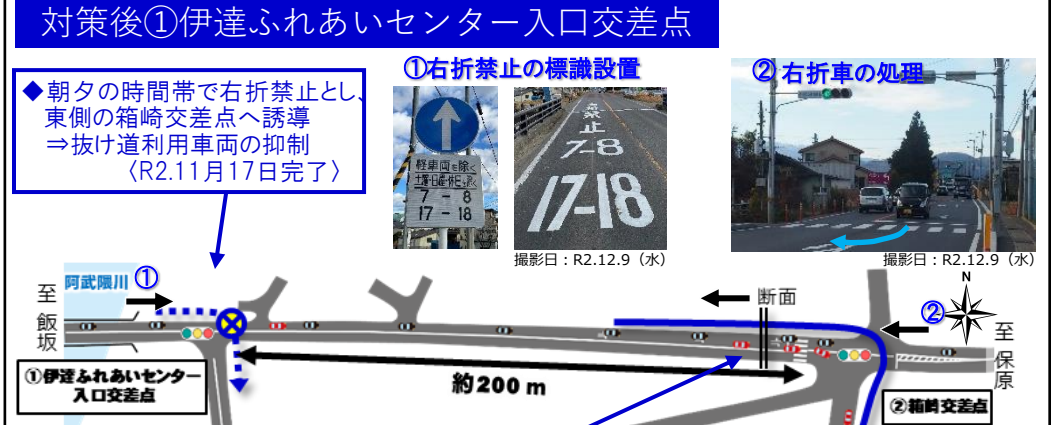 対策後①伊達ふれあいセンター入口交差点
◆朝夕の時間帯で右折禁止とし、
東側の箱崎交差点へ誘導
⇒抜け道利用車両の抑制
〈R2.11月17日完了〉
①右折禁止の標識設置
軽車両を除く
土曜・日曜・休日を除く
7 - 8
17 - 18
禁止
7-8
17-18
撮影日：R2.12.9（水）
② 右折車の処理
撮影日：R2.12.9（水）
至
飯
坂
阿武隈川
①
断面
N
②
至
保
原
①伊達ふれあいセンター
入口交差点
約200 m
②箱崎交差点